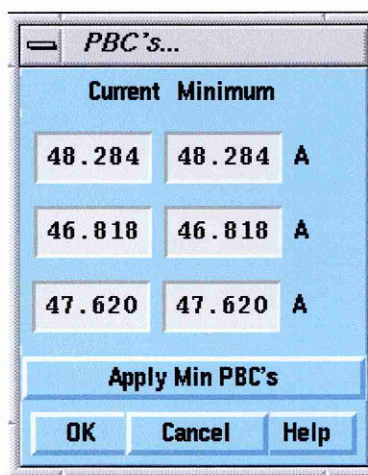 PBC's...
Current Minimum
48.284 48.284 A
46.818 46.818 A
47.620 47.620 A
Apply Min PBC's
OK Cancel Help